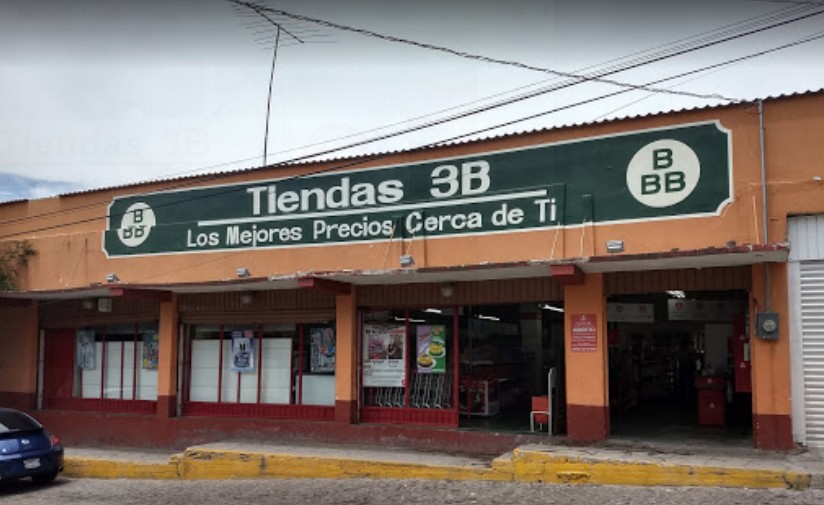 Tiendas 3B
Los Mejores Precios Cerca de Ti
B
BB
B
BB